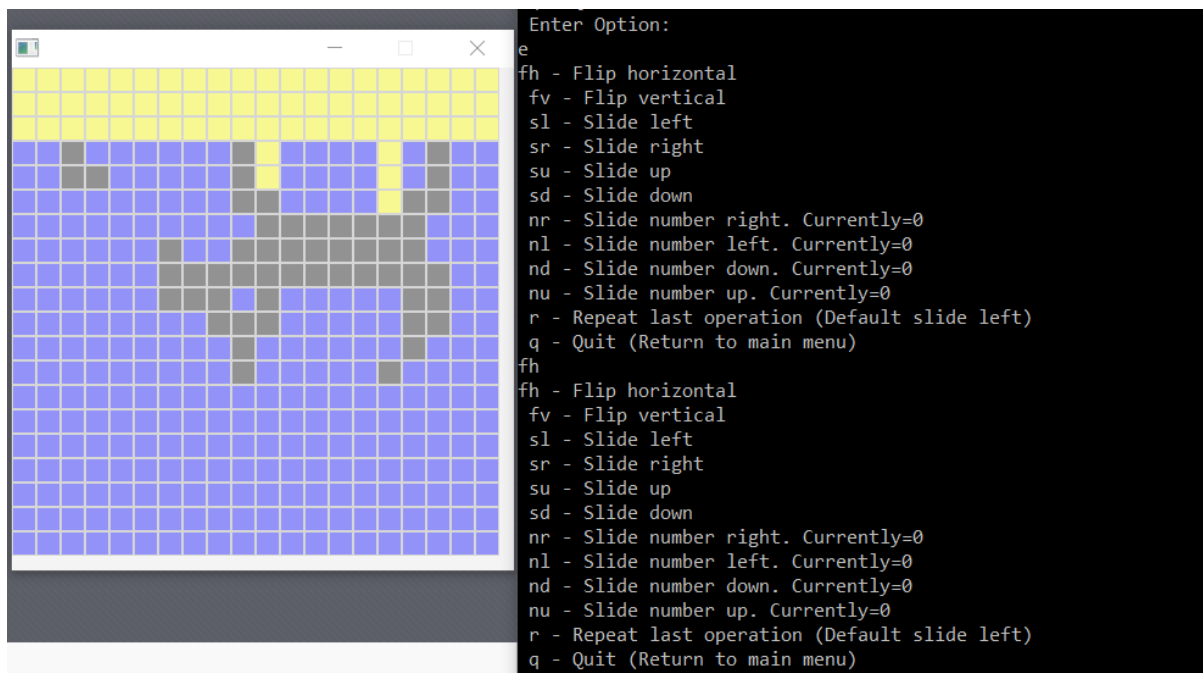 Enter Option:
e
fh - Flip horizontal
fv - Flip vertical
sl - Slide left
sr - Slide right
su - Slide up
sd - Slide down
nr - Slide number right. Currently=0
nl - Slide number left. Currently=0
nd - Slide number down. Currently=0
nu - Slide number up. Currently=0
r - Repeat last operation (Default slide left)
q - Quit (Return to main menu)
fh
fh - Flip horizontal
fv - Flip vertical
sl - Slide left
sr - Slide right
su - Slide up
sd - Slide down
nr - Slide number right. Currently=0
nl - Slide number left. Currently=0
nd - Slide number down. Currently=0
nu - Slide number up. Currently=0
r - Repeat last operation (Default slide left)
q - Quit (Return to main menu)